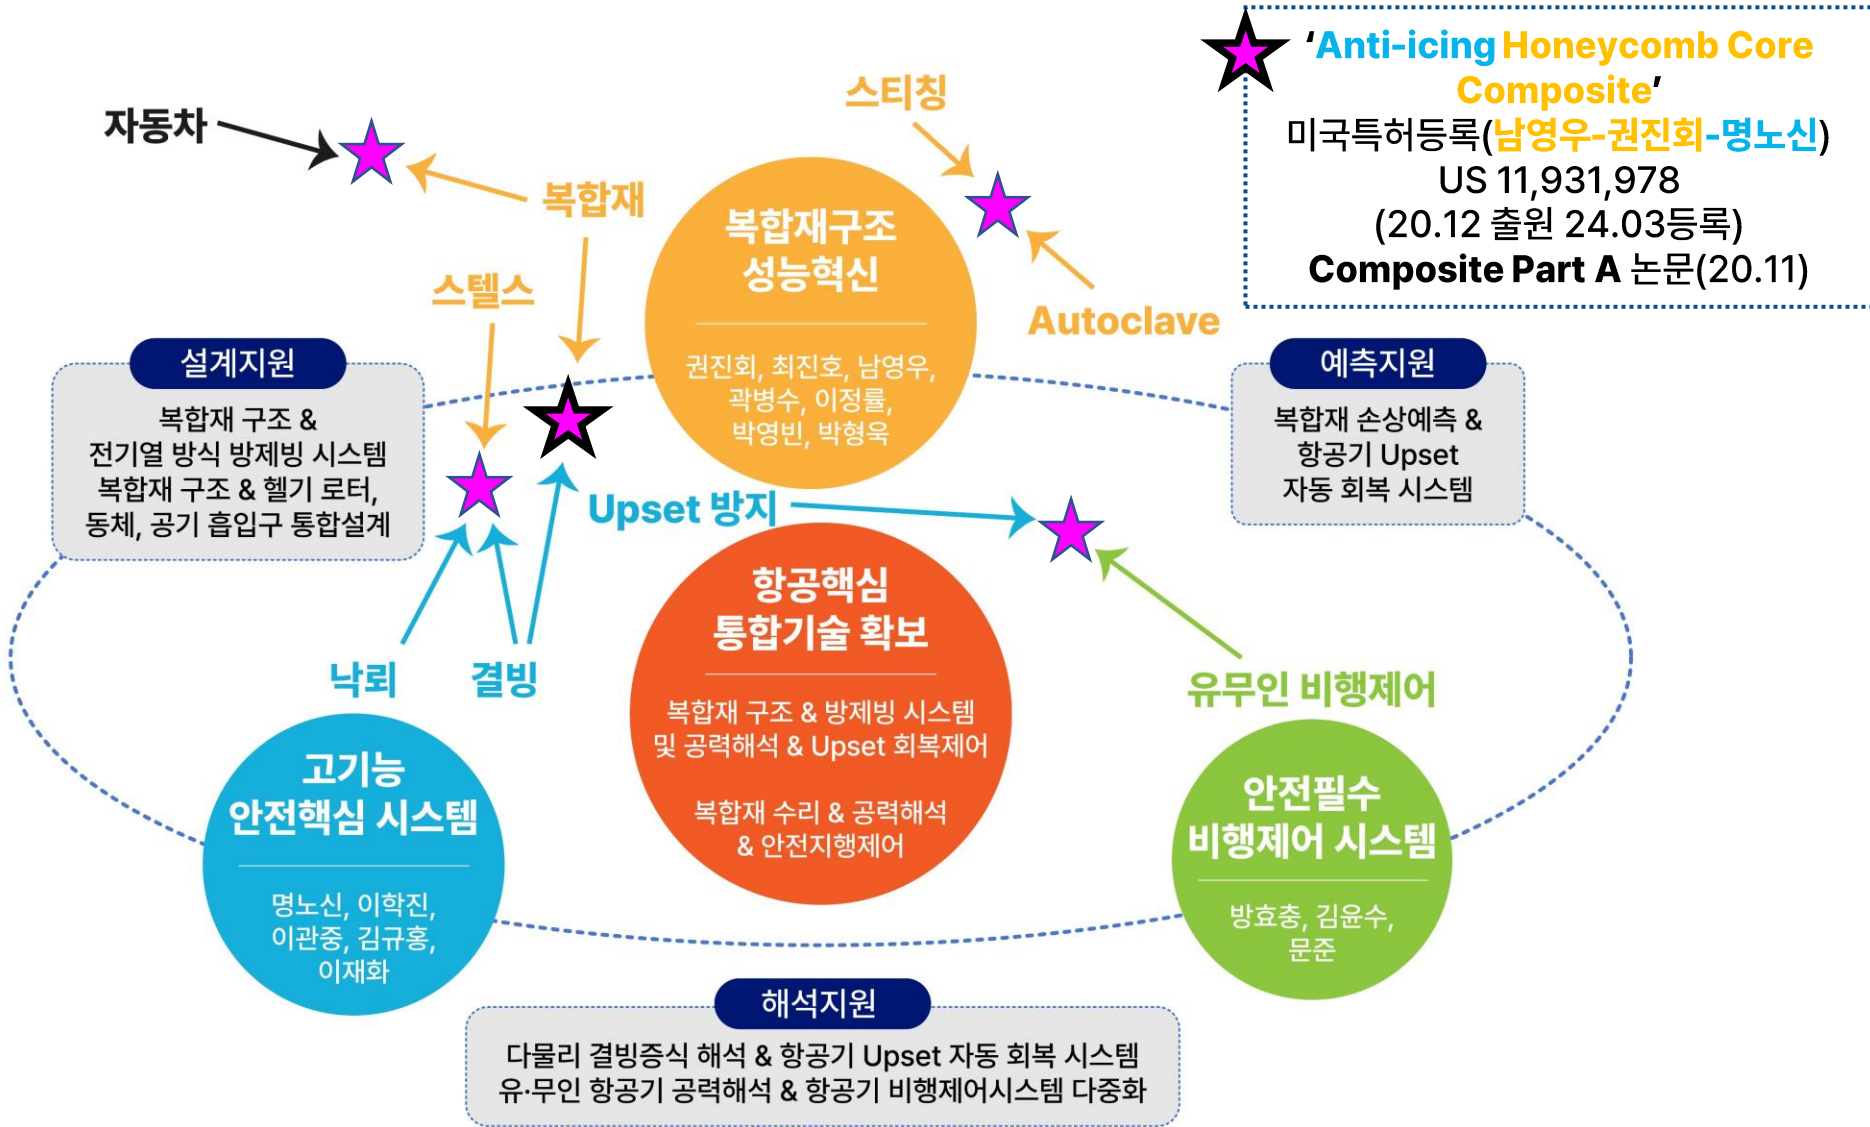 'Anti-icing Honeycomb Core
Composite'
미국특허등록(남영우-권진회-명노신)
US 11,931,978
(20.12 출원 24.03등록)
Composite Part A 논문(20.11)
자동차
복합재
스텔스
스티칭
Autoclave
복합재구조
성능혁신
권진회, 최진호, 남영우,
곽병수, 이정률,
박영빈, 박형욱
설계지원
복합재 구조 &
전기열 방식 방제빙 시스템
복합재 구조 & 헬기 로터,
동체, 공기 흡입구 통합설계
예측지원
복합재 손상예측 &
항공기 Upset
자동 회복 시스템
Upset 방지
낙뢰
결빙
유무인 비행제어
항공핵심
통합기술 확보
복합재 구조 & 방제빙 시스템
및 공력해석 & Upset 회복제어
복합재 수리 & 공력해석
& 안전지행제어
고기능
안전핵심 시스템
명노신, 이학진,
이관중, 김규홍,
이재화
안전필수
비행제어 시스템
방효충, 김윤수,
문준
해석지원
다물리 결빙증식 해석 & 항공기 Upset 자동 회복 시스템
유·무인 항공기 공력해석 & 항공기 비행제어시스템 다중화